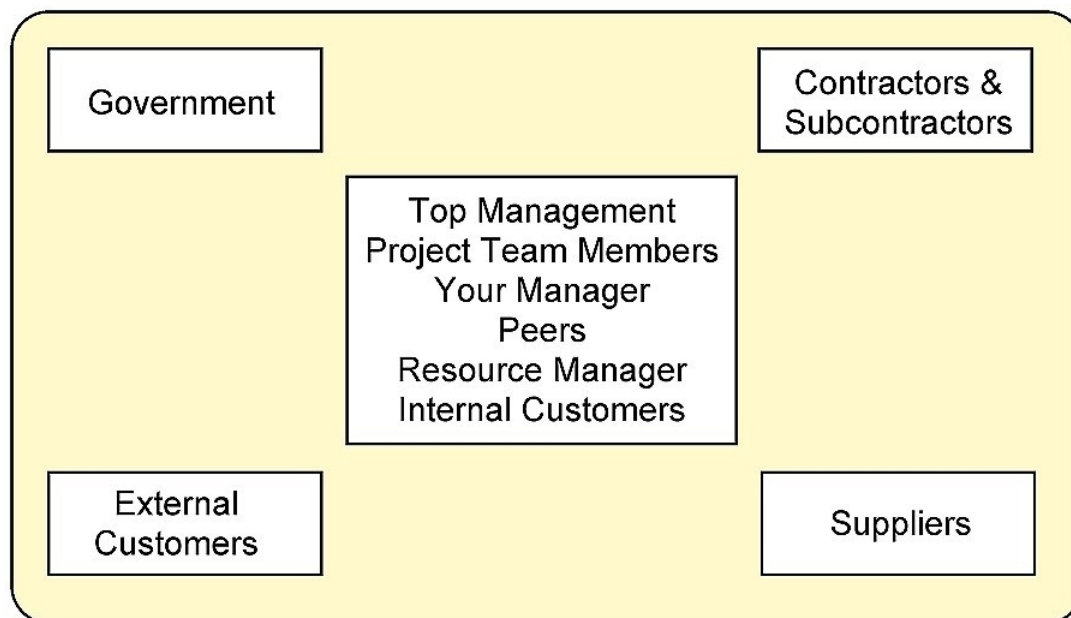 Government
Contractors &
Subcontractors
Top Management
Project Team Members
Your Manager
Peers
Resource Manager
Internal Customers
External
Customers
Suppliers